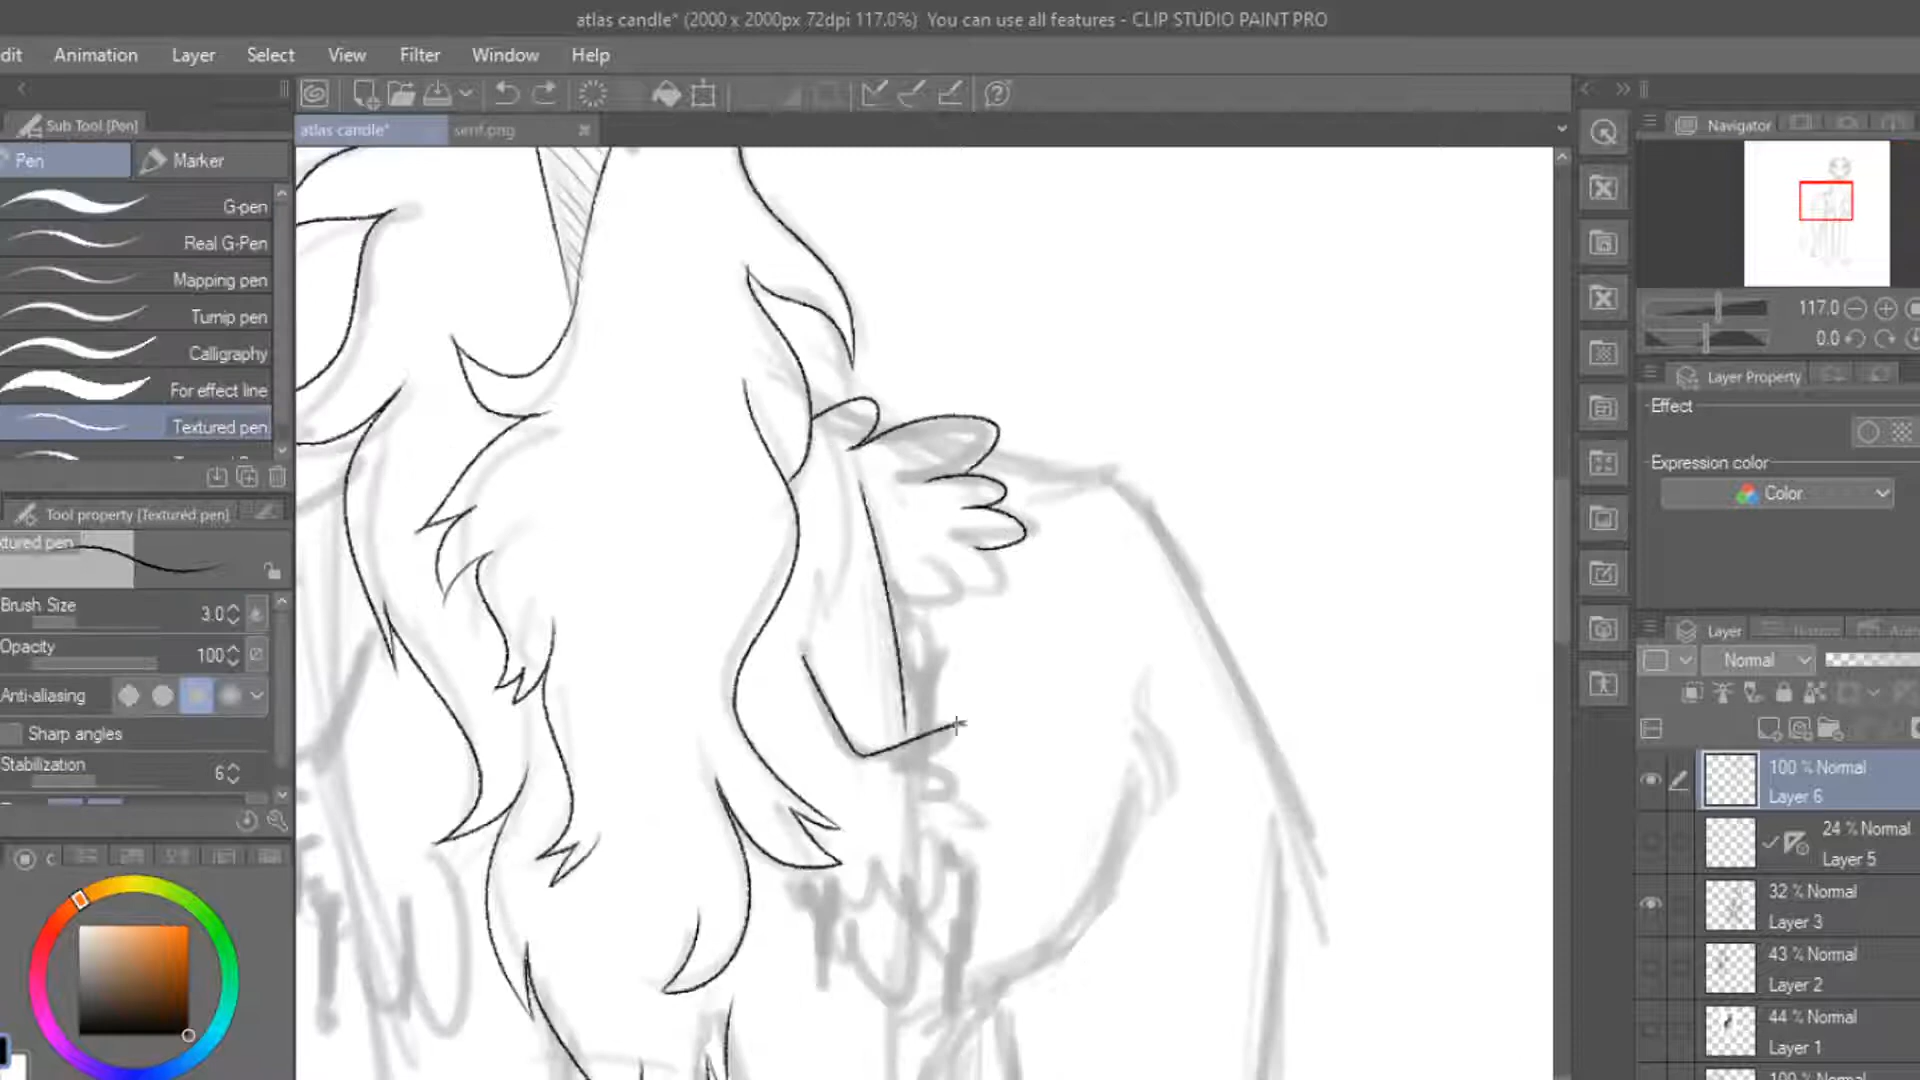 atlas candle* (2000 x 2000px 72dpi 117.0%) You can use all features - CLIP STUDIO PAINT PRO
dit Animation Layer Select View Filter Window Help
Sub Tool [Pen]
atlas candle*
Pen
Marker
G-pen
Real G-Pen
Mapping pen
Turnip pen
Calligraphy
For effect line
Textured pen
Tool property [Textured pen]
tured pen
Brush Size 3.0
Opacity 100
Anti-aliasing
Sharp angles
Stabilization 6
Navigator
117.0
0.0
Layer Property
Effect
Expression color
Color
Layer
Normal
100 % Normal
Layer 6
24 % Normal
Layer 5
32 % Normal
Layer 3
43 % Normal
Layer 2
44 % Normal
Layer 1
100 % Normal